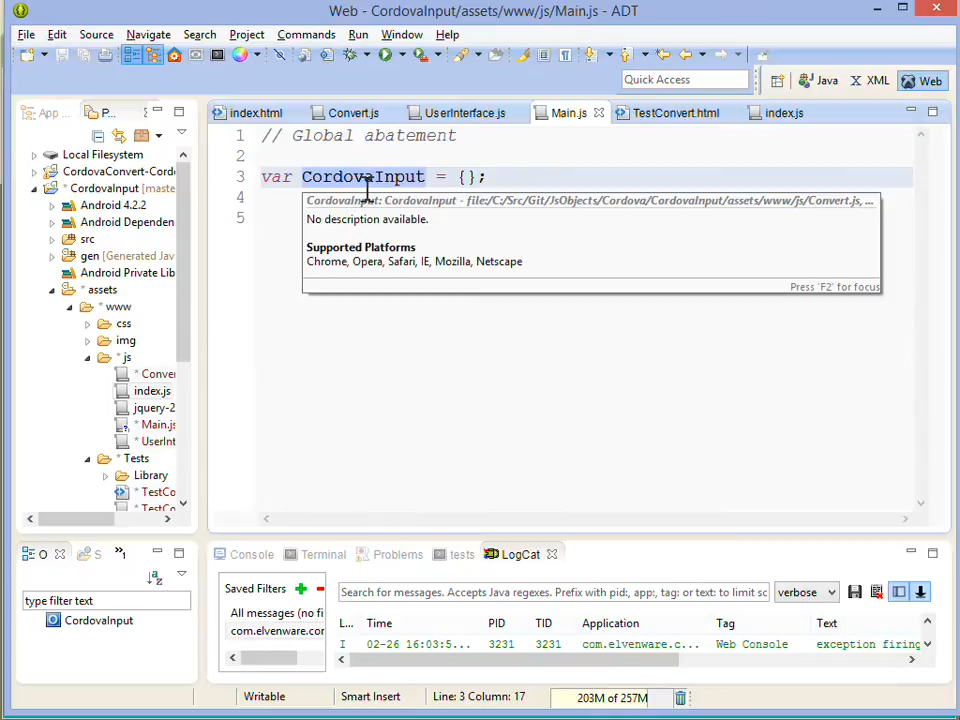 Web - CordovaInput/assets/www/js/Main.js - ADT
File Edit Source Navigate Search Project Commands Run Window Help
Quick Access
Java
XML
Web
App ...
P...
index.html
Convert.js
UserInterface.js
Main.js
TestConvert.html
index.js
Local Filesystem
CordovaConvert-Cord
* CordovaInput [maste
Android 4.2.2
Android Dependen
src
gen [Generated Jav
Android Private Lib
* assets
* www
css
img
* js
* Conve
index.js
jquery-2
* Main.js
* UserInt
* Tests
Library
* TestCo
1 // Global abatement
2
3 var CordovaInput = {};
4
5
CordovaInput: CordovaInput - file:/C:/Src/Git/JsObjects/Cordova/CordovaInput/assets/www/js/Convert.js, ...
No description available.
Supported Platforms
Chrome, Opera, Safari, IE, Mozilla, Netscape
Press 'F2' for focus
O
S
»1
type filter text
CordovaInput
Console
Terminal
Problems
tests
LogCat
Saved Filters
All messages (no fi
com.elvenware.cor
Search for messages. Accepts Java regexes. Prefix with pid:, app:, tag: or text: to limit sc
verbose
L... Time PID TID Application Tag Text
I 02-26 16:03:5... 3231 3231 com.elvenware.c... Web Console exception firing
Writable
Smart Insert
Line: 3 Column: 17
203M of 257M